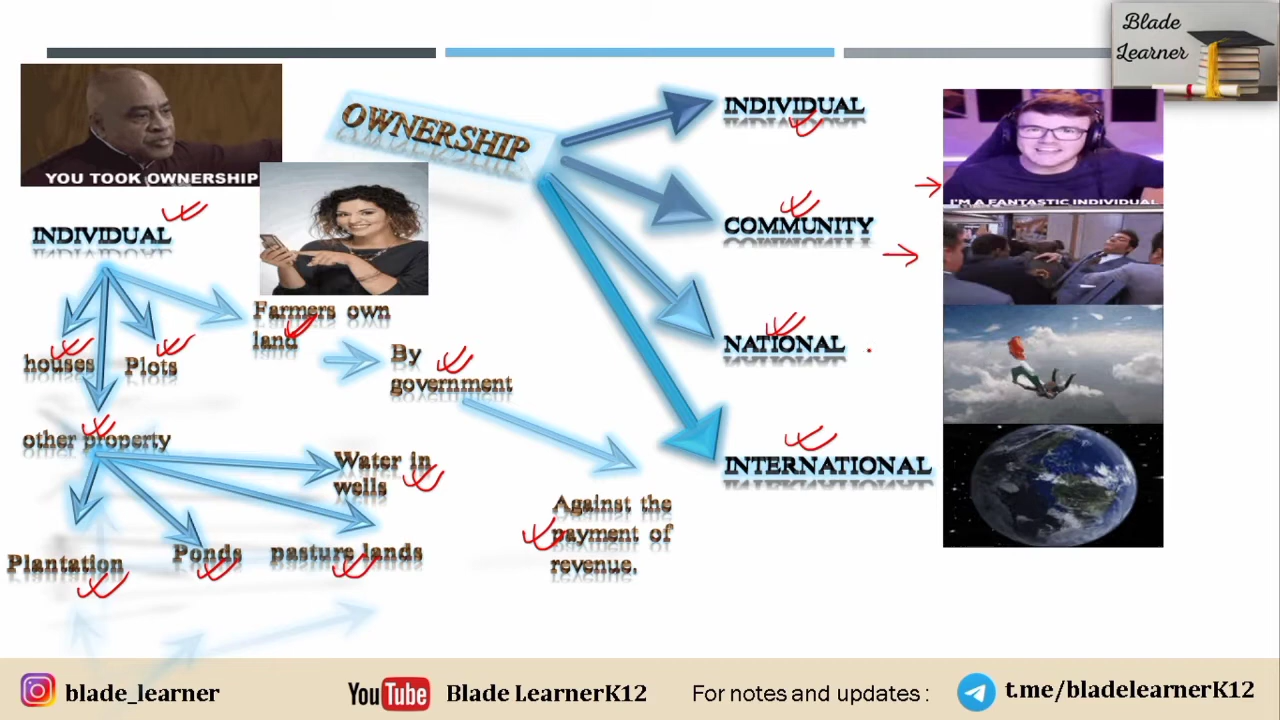 Blade
Learner
YOU TOOK OWNERSHIP
OWNERSHIP
INDIVIDUAL
COMMUNITY
NATIONAL
INTERNATIONAL
I'M A FANTASTIC INDIVIDUAL
INDIVIDUAL
houses
Plots
Farmers own
land
By
government
Against the
payment of
revenue.
other property
Water in
wells
Plantation
Ponds
pasture lands
blade_learner
YouTube
Blade LearnerK12
For notes and updates :
t.me/bladelearnerK12